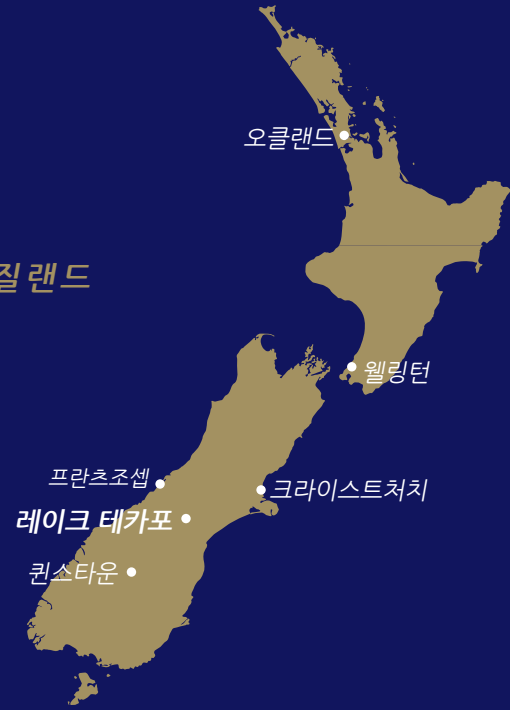 오클랜드
질랜드
웰링턴
프란츠조셉
크라이스트처치
레이크 테카포
퀸스타운